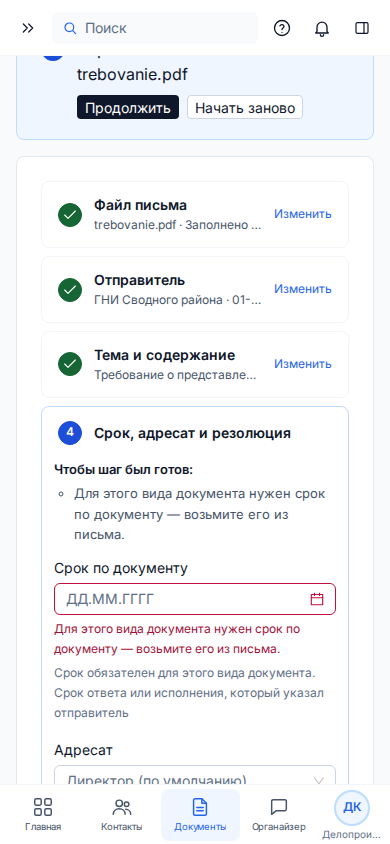 Поиск
trebovanie.pdf
Продолжить
Начать заново
Файл письма
trebovanie.pdf · Заполнено ...
Изменить
Отправитель
ГНИ Сводного района · 01-...
Изменить
Тема и содержание
Требование о представле...
Изменить
4
Срок, адресат и резолюция
Чтобы шаг был готов:
Для этого вида документа нужен срок
по документу — возьмите его из
письма.
Срок по документу
ДД.ММ.ГГГГ
Для этого вида документа нужен срок по
документу — возьмите его из письма.
Срок обязателен для этого вида документа.
Срок ответа или исполнения, который указал
отправитель
Адресат
Директор (по умолчанию)
ДК
Главная
Контакты
Документы
Органайзер
Делопрои...